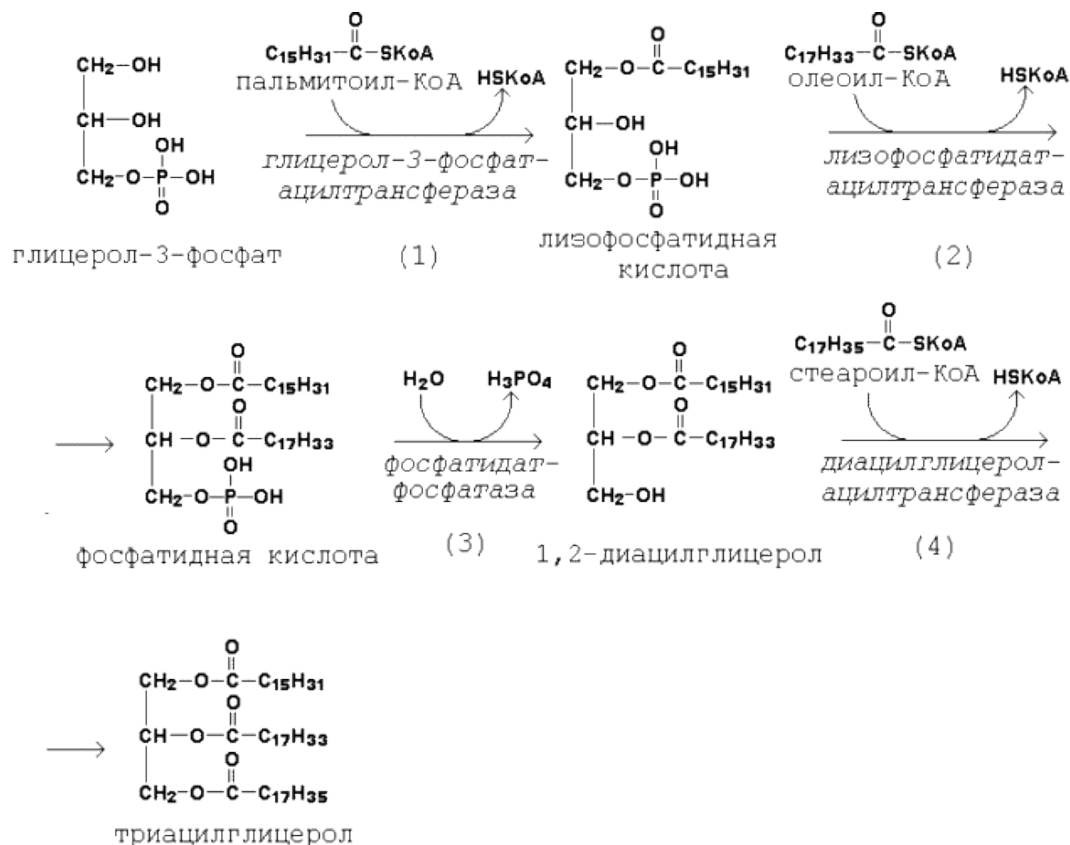 O
C₁₅H₃₁–C–SKoA
пальмитоил-КоА
HSKoA
CH₂–OH
CH–OH
OH
CH₂–O–P–OH
O
глицерол-3-фосфат
глицерол-3-фосфат-
ацилтрансфераза
(1)
O
CH₂–O–C–C₁₅H₃₁
CH–OH
OH
CH₂–O–P–OH
O
лизофосфатидная
кислота
O
C₁₇H₃₃–C–SKoA
олеоил-КоА
HSKoA
лизофосфатидат-
ацилтрансфераза
(2)
O
CH₂–O–C–C₁₅H₃₁
O
CH–O–C–C₁₇H₃₃
OH
CH₂–O–P–OH
O
фосфатидная кислота
H₂O
H₃PO₄
фосфатидат-
фосфатаза
(3)
O
CH₂–O–C–C₁₅H₃₁
O
CH–O–C–C₁₇H₃₃
CH₂–OH
1,2-диацилглицерол
O
C₁₇H₃₅–C–SKoA
стеароил-КоА
HSKoA
диацилглицерол-
ацилтрансфераза
(4)
O
CH₂–O–C–C₁₅H₃₁
O
CH–O–C–C₁₇H₃₃
O
CH₂–O–C–C₁₇H₃₅
триацилглицерол